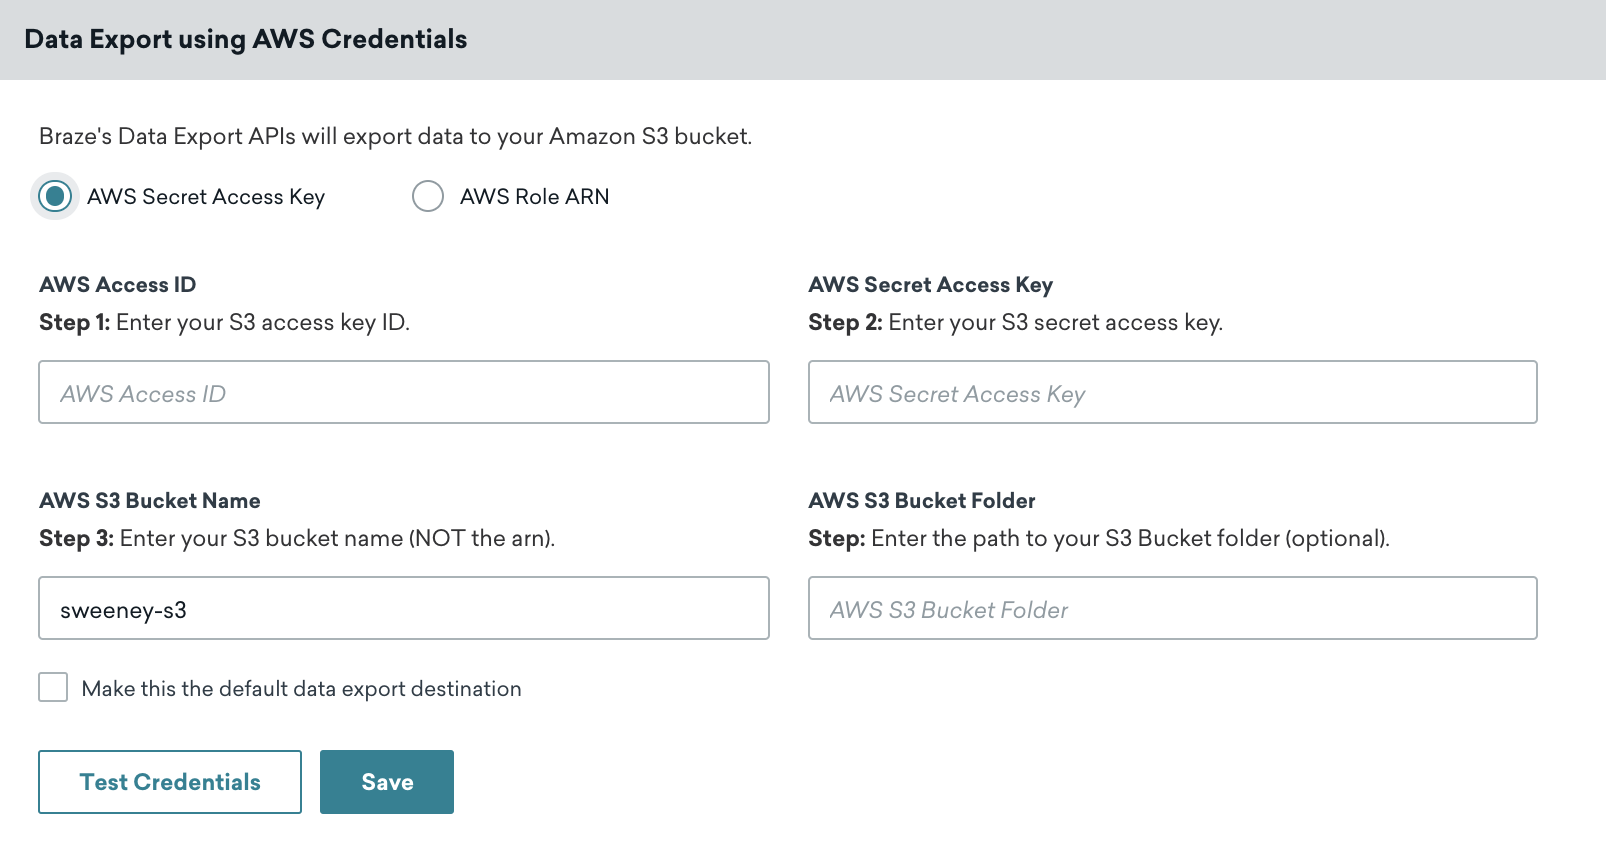 Data Export using AWS Credentials
Braze's Data Export APIs will export data to your Amazon S3 bucket.
AWS Secret Access Key
AWS Role ARN
AWS Access ID
Step 1: Enter your S3 access key ID.
AWS Access ID
AWS Secret Access Key
Step 2: Enter your S3 secret access key.
AWS Secret Access Key
AWS S3 Bucket Name
Step 3: Enter your S3 bucket name (NOT the arn).
sweeney-s3
AWS S3 Bucket Folder
Step: Enter the path to your S3 Bucket folder (optional).
AWS S3 Bucket Folder
Make this the default data export destination
Test Credentials
Save